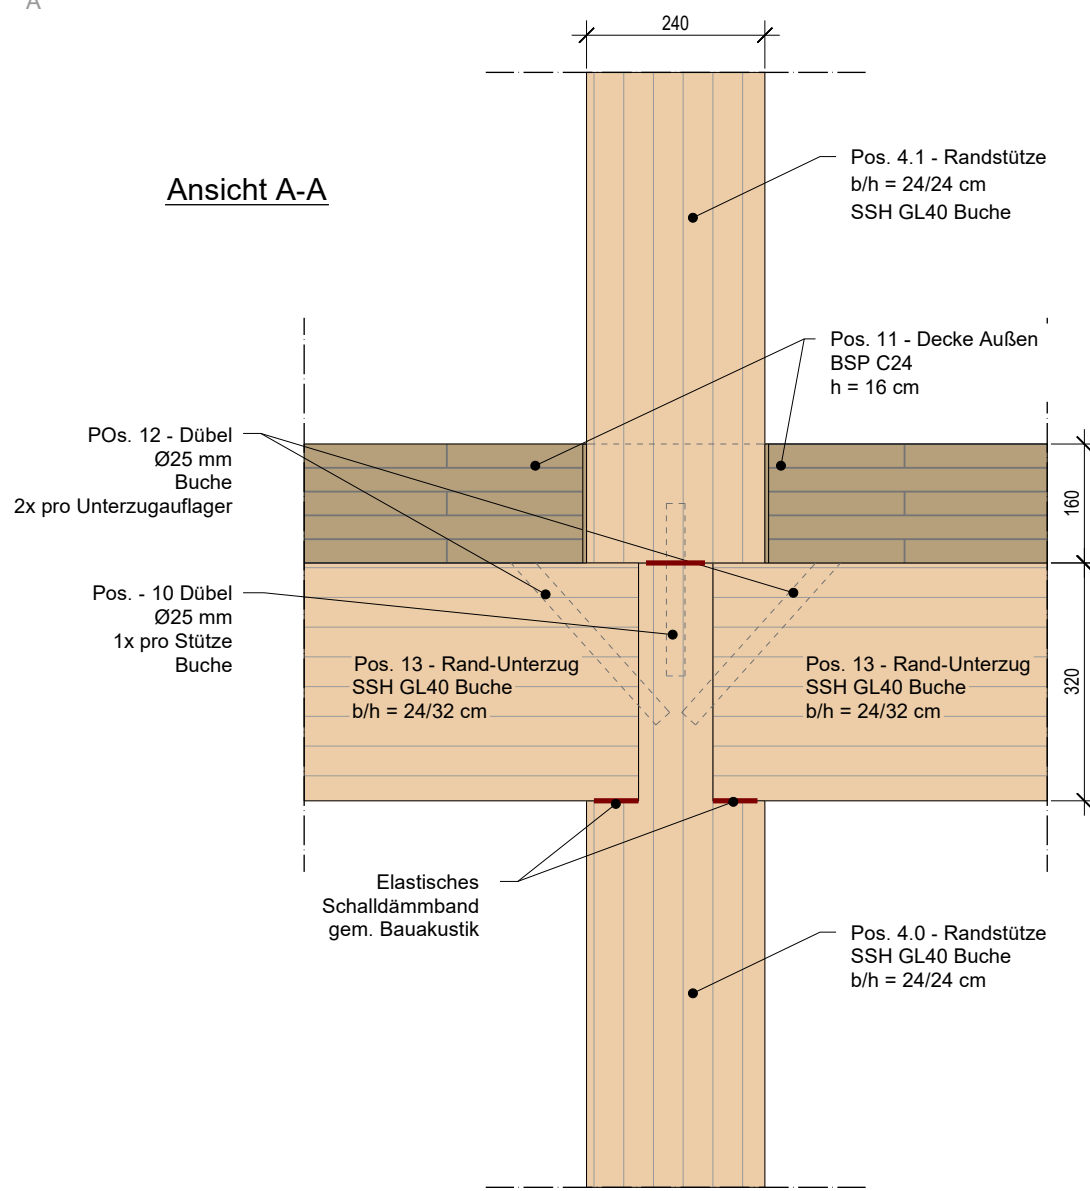 A
240
Ansicht A-A
Pos. 4.1 - Randstütze
b/h = 24/24 cm
SSH GL40 Buche
Pos. 11 - Decke Außen
BSP C24
h = 16 cm
POs. 12 - Dübel
Ø25 mm
Buche
2x pro Unterzugauflager
160
Pos. - 10 Dübel
Ø25 mm
1x pro Stütze
Buche
Pos. 13 - Rand-Unterzug
SSH GL40 Buche
b/h = 24/32 cm
Pos. 13 - Rand-Unterzug
SSH GL40 Buche
b/h = 24/32 cm
320
Elastisches
Schalldämmband
gem. Bauakustik
Pos. 4.0 - Randstütze
SSH GL40 Buche
b/h = 24/24 cm